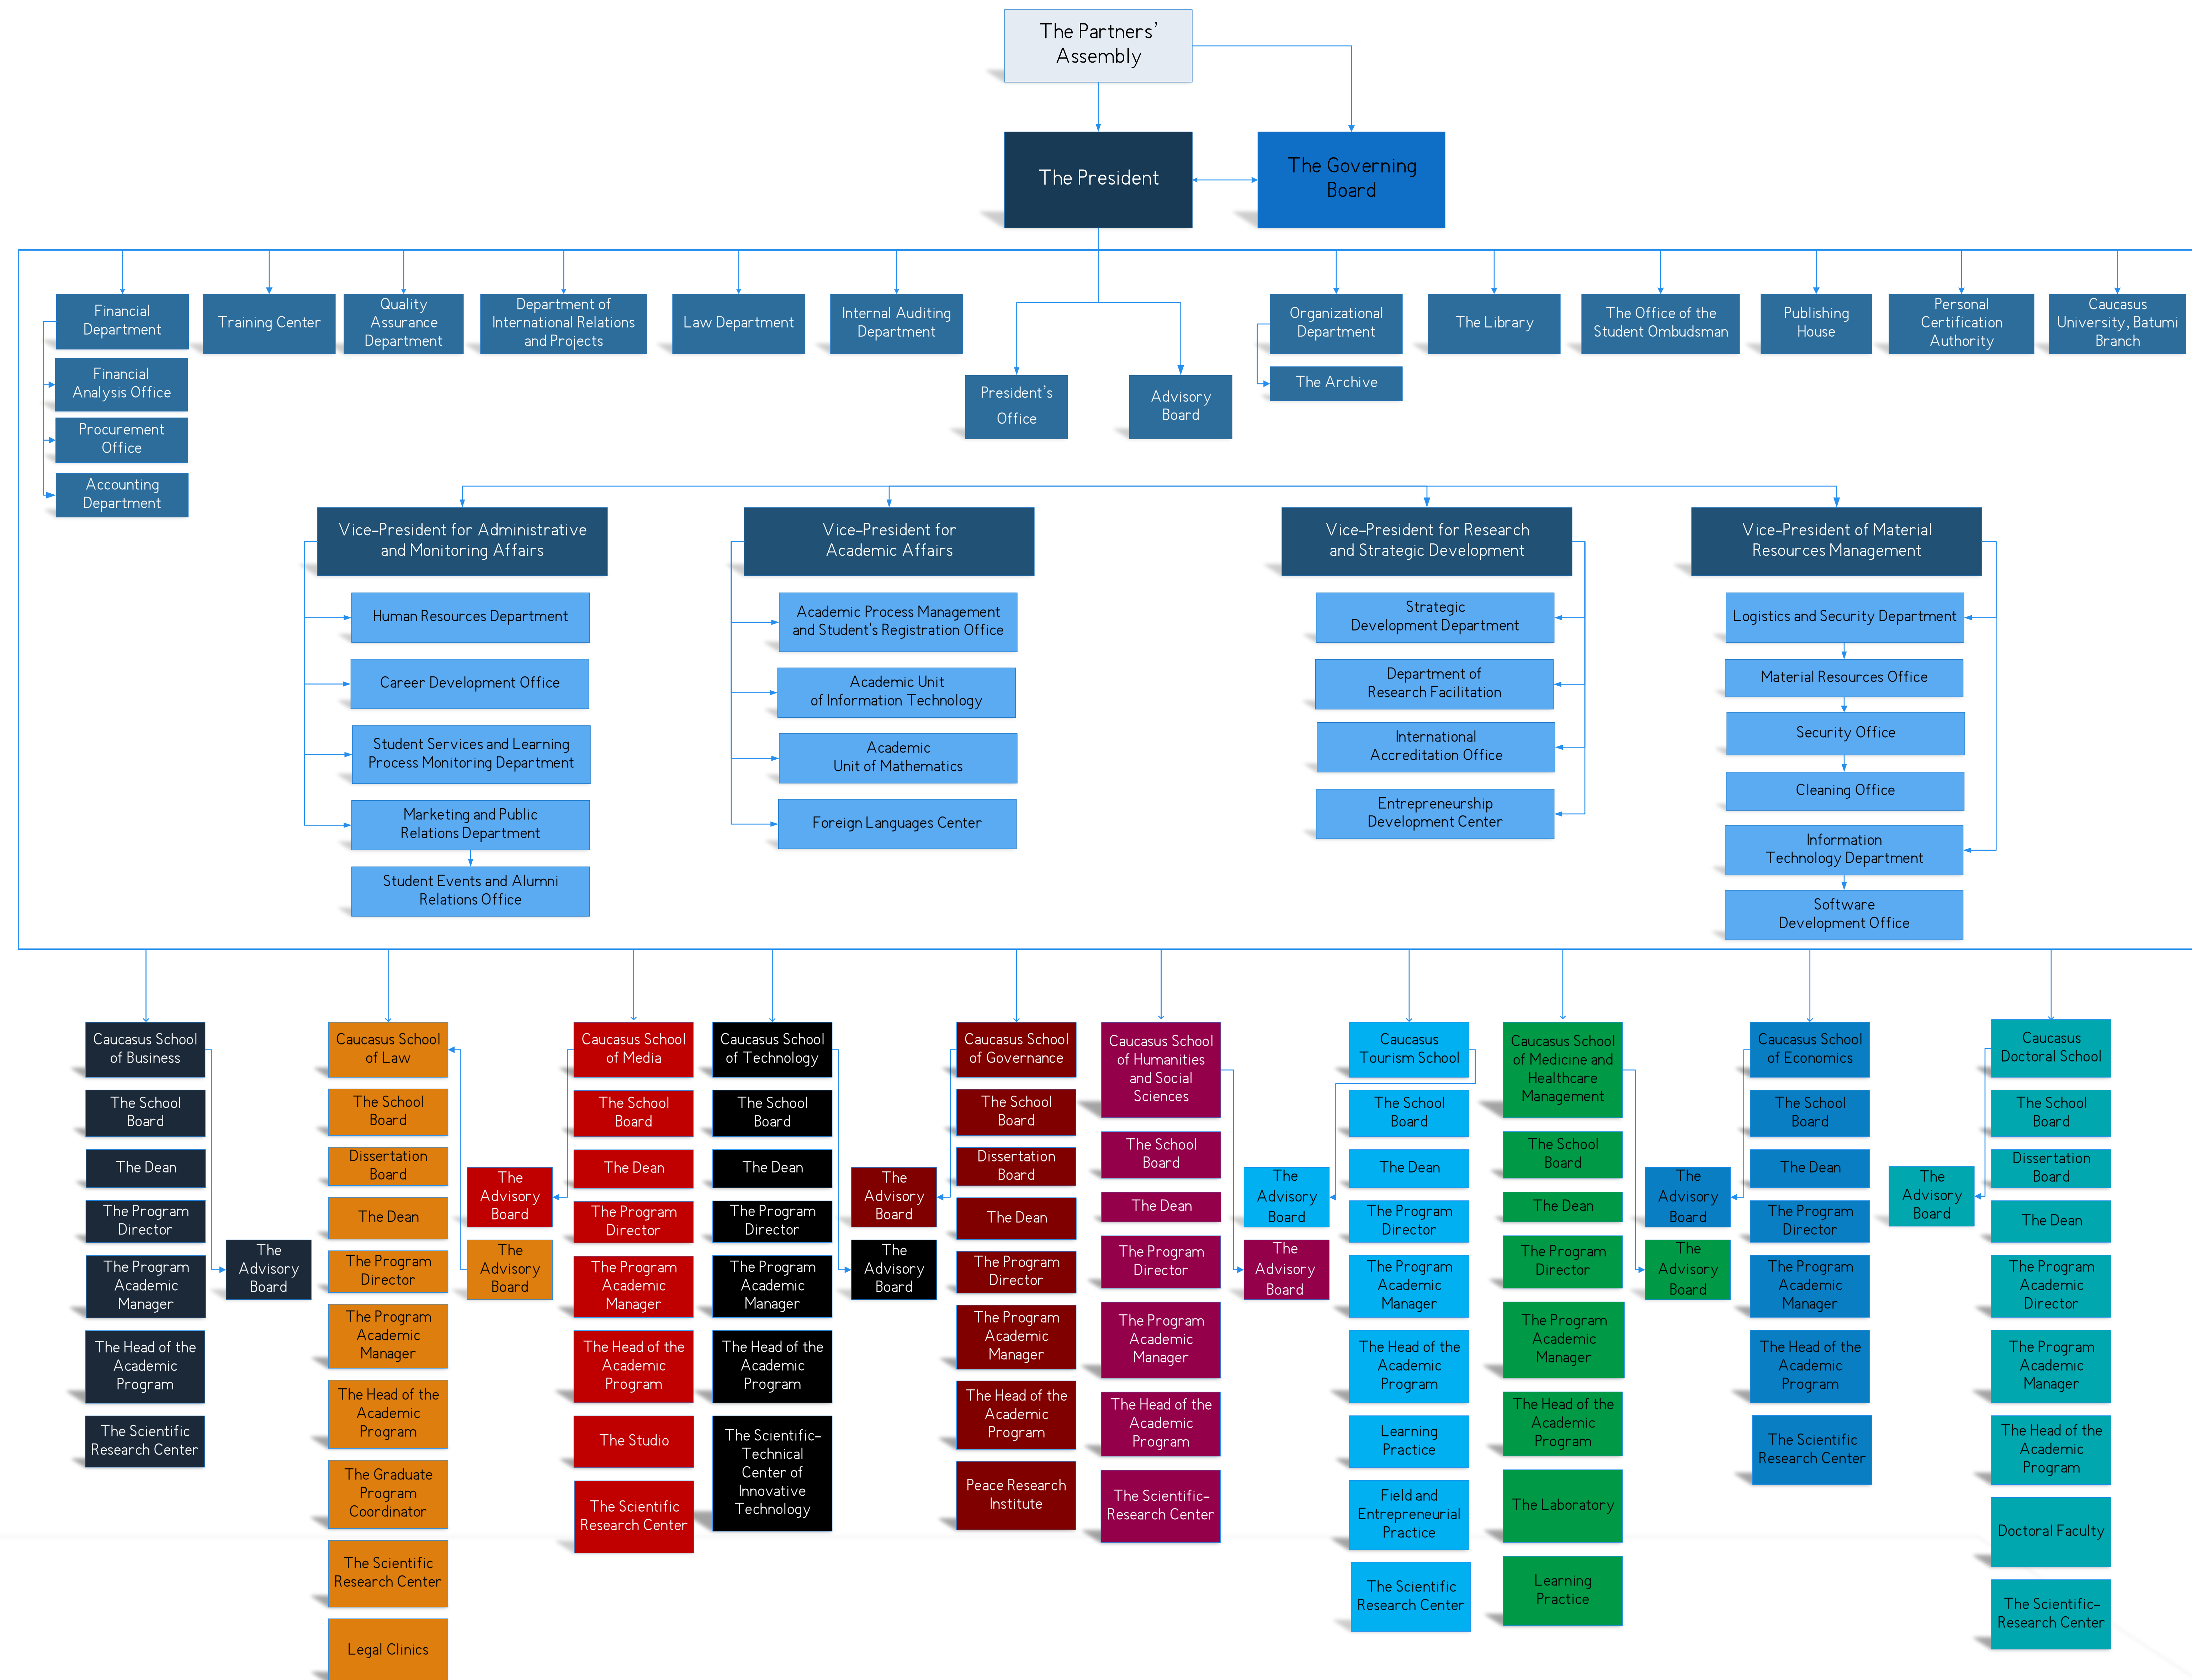 The Partners’
Assembly
The President
The Governing
Board
Financial
Department
Training Center
Quality
Assurance
Department
Department of
International Relations
and Projects
Law Department
Internal Auditing
Department
Organizational
Department
The Library
The Office of the
Student Ombudsman
Publishing
House
Personal
Certification
Authority
Caucasus
University, Batumi
Branch
Financial
Analysis Office
Procurement
Office
Accounting
Department
President’s
Office
Advisory
Board
The Archive
Vice-President for Administrative
and Monitoring Affairs
Human Resources Department
Career Development Office
Student Services and Learning
Process Monitoring Department
Marketing and Public
Relations Department
Student Events and Alumni
Relations Office
Vice-President for
Academic Affairs
Academic Process Management
and Student's Registration Office
Academic Unit
of Information Technology
Academic
Unit of Mathematics
Foreign Languages Center
Vice-President for Research
and Strategic Development
Strategic
Development Department
Department of
Research Facilitation
International
Accreditation Office
Entrepreneurship
Development Center
Vice-President of Material
Resources Management
Logistics and Security Department
Material Resources Office
Security Office
Cleaning Office
Information
Technology Department
Software
Development Office
Caucasus School
of Business
The School
Board
The Dean
The Program
Director
The Program
Academic
Manager
The Head of the
Academic
Program
The Scientific
Research Center
The
Advisory
Board
Caucasus School
of Law
The School
Board
Dissertation
Board
The Dean
The Program
Director
The Program
Academic
Manager
The Head of the
Academic
Program
The Graduate
Program
Coordinator
The Scientific
Research Center
Legal Clinics
The
Advisory
Board
The
Advisory
Board
Caucasus School
of Media
The School
Board
The Dean
The Program
Director
The Program
Academic
Manager
The Head of the
Academic
Program
The Studio
The Scientific
Research Center
Caucasus School
of Technology
The School
Board
The Dean
The Program
Director
The Program
Academic
Manager
The Head of the
Academic
Program
The Scientific-
Technical
Center of
Innovative
Technology
The
Advisory
Board
The
Advisory
Board
Caucasus School
of Governance
The School
Board
Dissertation
Board
The Dean
The Program
Director
The Program
Academic
Manager
The Head of the
Academic
Program
Peace Research
Institute
Caucasus School
of Humanities
and Social
Sciences
The School
Board
The Dean
The Program
Director
The Program
Academic
Manager
The Head of the
Academic
Program
The Scientific-
Research Center
The
Advisory
Board
The
Advisory
Board
Caucasus
Tourism School
The School
Board
The Dean
The Program
Director
The Program
Academic
Manager
The Head of the
Academic
Program
Learning
Practice
Field and
Entrepreneurial
Practice
The Scientific
Research Center
Caucasus School
of Medicine and
Healthcare
Management
The School
Board
The Dean
The Program
Director
The Program
Academic
Manager
The Head of the
Academic
Program
The Laboratory
Learning
Practice
The
Advisory
Board
The
Advisory
Board
Caucasus School
of Economics
The School
Board
The Dean
The Program
Director
The Program
Academic
Manager
The Head of the
Academic
Program
The Scientific
Research Center
The
Advisory
Board
Caucasus
Doctoral School
The School
Board
Dissertation
Board
The Dean
The Program
Academic
Director
The Program
Academic
Manager
The Head of the
Academic
Program
Doctoral Faculty
The Scientific-
Research Center